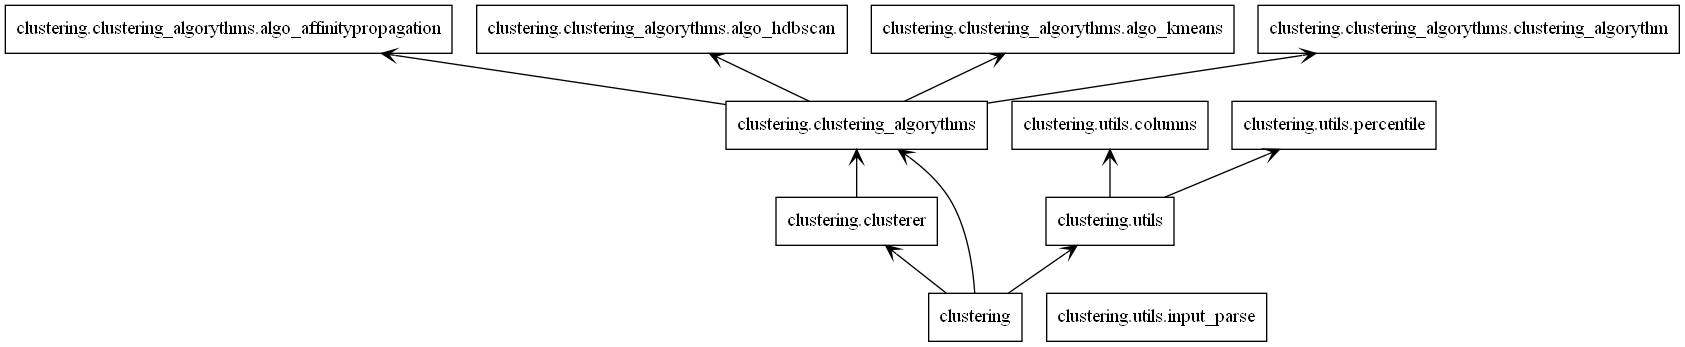 clustering.clustering_algorythms.algo_affinitypropagation
clustering.clustering_algorythms.algo_hdbscan
clustering.clustering_algorythms.algo_kmeans
clustering.clustering_algorythms.clustering_algorythm
clustering.clustering_algorythms
clustering.utils.columns
clustering.utils.percentile
clustering.clusterer
clustering.utils
clustering
clustering.utils.input_parse